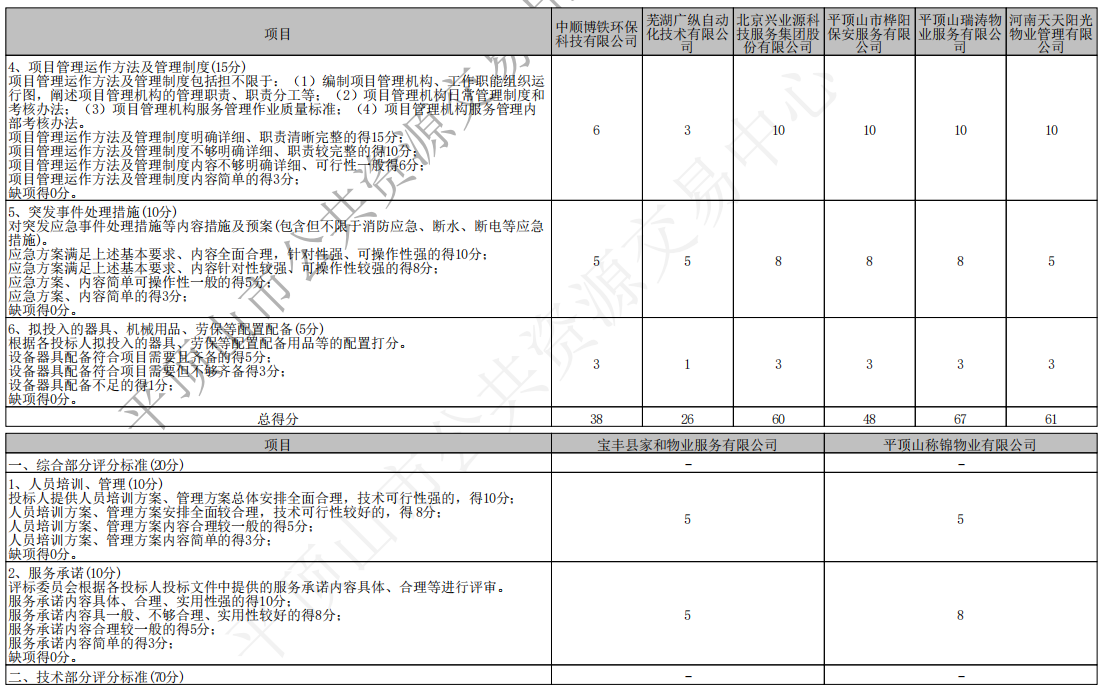 项目
中顺博铁环保
科技有限公司
芜湖广纵自动
化技术有限公
司
北京兴业源科
技服务集团股
份有限公司
平顶山市桦阳
保安服务有限
公司
平顶山瑞涛物
业服务有限公
司
河南天天阳光
物业管理有限
公司
4、项目管理运作方法及管理制度(15分)
项目管理运作方法及管理制度包括担不限于:(1)编制项目管理机构、工作职能组织运
行图,阐述项目管理机构的管理职责、职责分工等;(2)项目管理机构日常管理制度和
考核办法;(3)项目管理机构服务管理作业质量标准;(4)项目管理机构服务管理内
部考核办法。
项目管理运作方法及管理制度明确详细、职责清晰完整的得15分;
项目管理运作方法及管理制度不够明确详细、职责较完整的得10分;
项目管理运作方法及管理制度内容不够明确详细、可行性一般得6分;
项目管理运作方法及管理制度内容简单的得3分;
缺项得0分。
6 3 10 10 10 10
5、突发事件处理措施(10分)
对突发应急事件处理措施等内容措施及预案(包含但不限于消防应急、断水、断电等应急
措施)。
应急方案满足上述基本要求、内容全面合理,针对性强、可操作性强的得10分;
应急方案满足上述基本要求、内容针对性较强、可操作性较强的得8分;
应急方案、内容简单可操作性一般的得5分;
应急方案、内容简单的得3分;
缺项得0分。
5 5 8 8 8 5
6、拟投入的器具、机械用品、劳保等配置配备(5分)
根据各投标人拟投入的器具、劳保等配置配备用品等的配置打分。
设备器具配备符合项目需要且齐备的得5分;
设备器具配备符合项目需要但不够齐备得3分;
设备器具配备不足的得1分;
缺项得0分。
3 1 3 3 3 3
总得分 38 26 60 48 67 61
项目 宝丰县家和物业服务有限公司 平顶山称锦物业有限公司
一、综合部分评分标准(20分) - -
1、人员培训、管理(10分)
投标人提供人员培训方案、管理方案总体安排全面合理,技术可行性强的,得10分;
人员培训方案、管理方案安排全面较合理,技术可行性较好的,得 8分;
人员培训方案、管理方案内容合理较一般的得5分;
人员培训方案、管理方案内容简单的得3分;
缺项得0分。
5 5
2、服务承诺(10分)
评标委员会根据各投标人投标文件中提供的服务承诺内容具体、合理等进行评审。
服务承诺内容具体、合理、实用性强的得10分;
服务承诺内容具一般、不够合理、实用性较好的得8分;
服务承诺内容合理较一般的得5分;
服务承诺内容简单的得3分;
缺项得0分。
5 8
二、技术部分评分标准(70分) - -
平顶山市公共资源交易中心
平顶山市公共资源交易中心